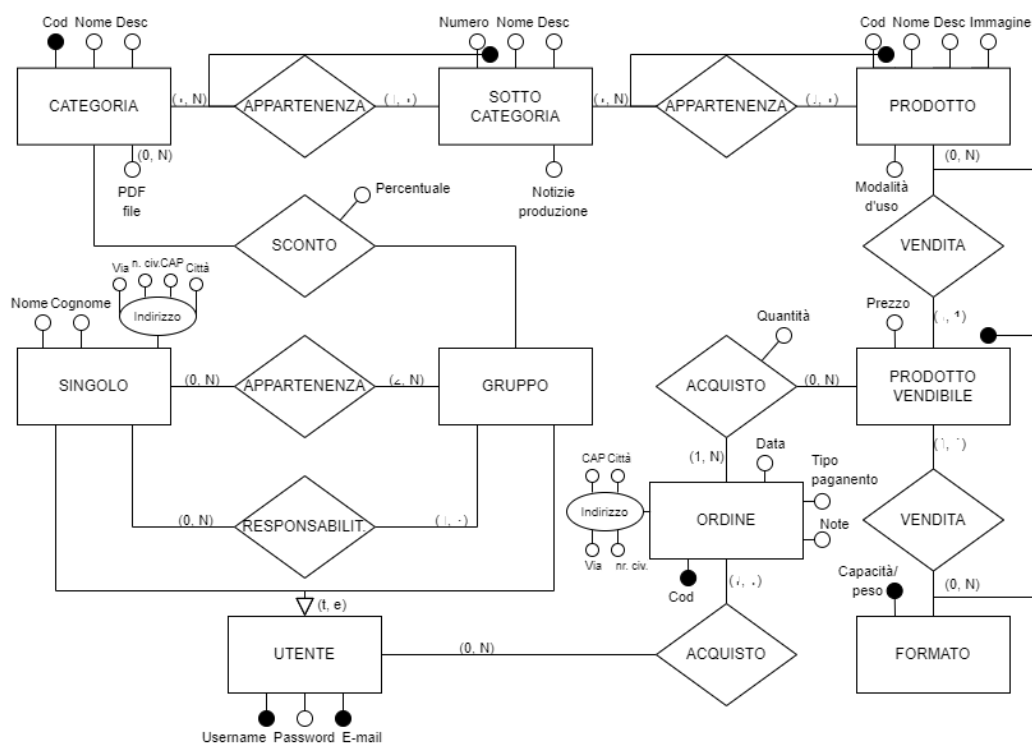 Cod Nome Desc
Numero Nome Desc
Cod Nome Desc Immagine
CATEGORIA
N)
APPARTENENZA
SOTTO
CATEGORIA
N)
APPARTENENZA
PRODOTTO
(0, N)
PDF
file
Notizie
produzione
Modalità
d'uso
(0, N)
Percentuale
SCONTO
VENDITA
Via n. civ. CAP Città
Indirizzo
Nome Cognome
Quantità
Prezzo
SINGOLO
(0, N)
APPARTENENZA
N)
GRUPPO
ACQUISTO
(0, N)
PRODOTTO
VENDIBILE
(1, N)
Data
Tipo
paganento
CAP Città
Indirizzo
Via nr. civ.
ORDINE
Note
Cod
(0, N)
RESPONSABILIT.
VENDITA
Capacità/
peso
(0, N)
(t, e)
UTENTE
(0, N)
ACQUISTO
FORMATO
Username Password E-mail